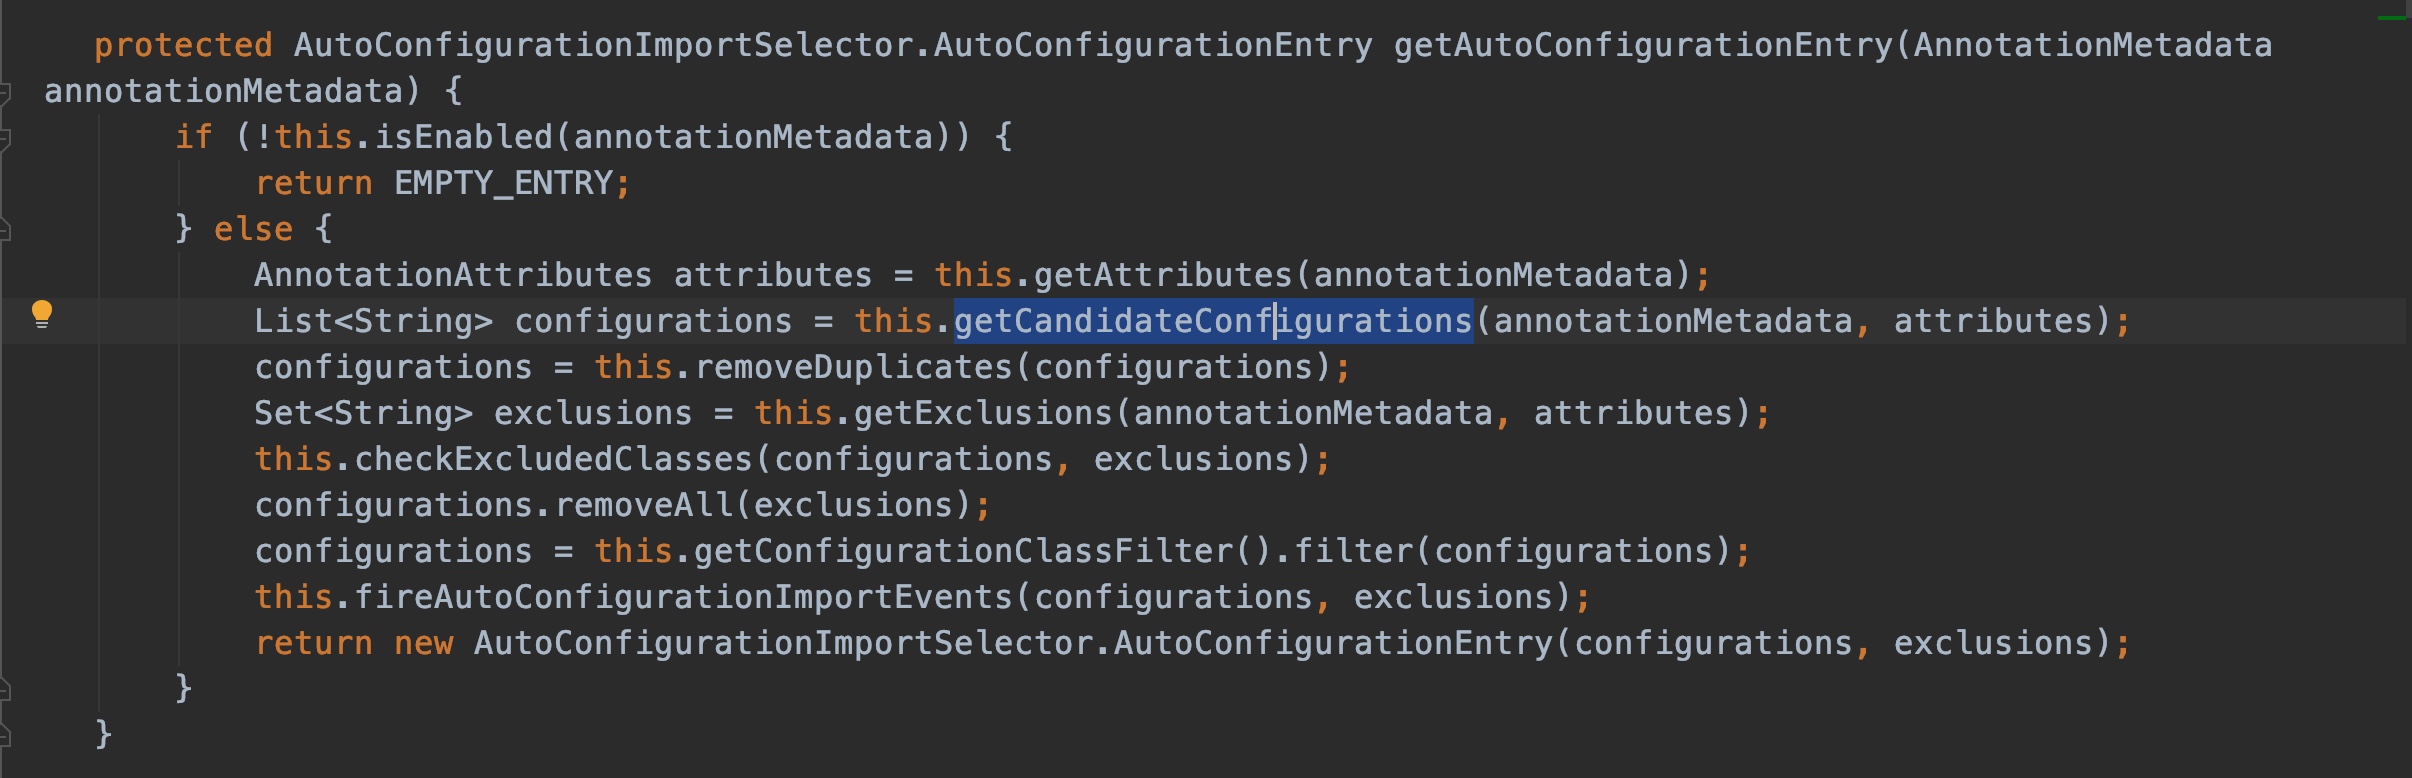 protected AutoConfigurationImportSelector.AutoConfigurationEntry getAutoConfigurationEntry(AnnotationMetadata
annotationMetadata) {
if (!this.isEnabled(annotationMetadata)) {
return EMPTY_ENTRY;
} else {
AnnotationAttributes attributes = this.getAttributes(annotationMetadata);
List<String> configurations = this.getCandidateConfigurations(annotationMetadata, attributes);
configurations = this.removeDuplicates(configurations);
Set<String> exclusions = this.getExclusions(annotationMetadata, attributes);
this.checkExcludedClasses(configurations, exclusions);
configurations.removeAll(exclusions);
configurations = this.getConfigurationClassFilter().filter(configurations);
this.fireAutoConfigurationImportEvents(configurations, exclusions);
return new AutoConfigurationImportSelector.AutoConfigurationEntry(configurations, exclusions);
}
}